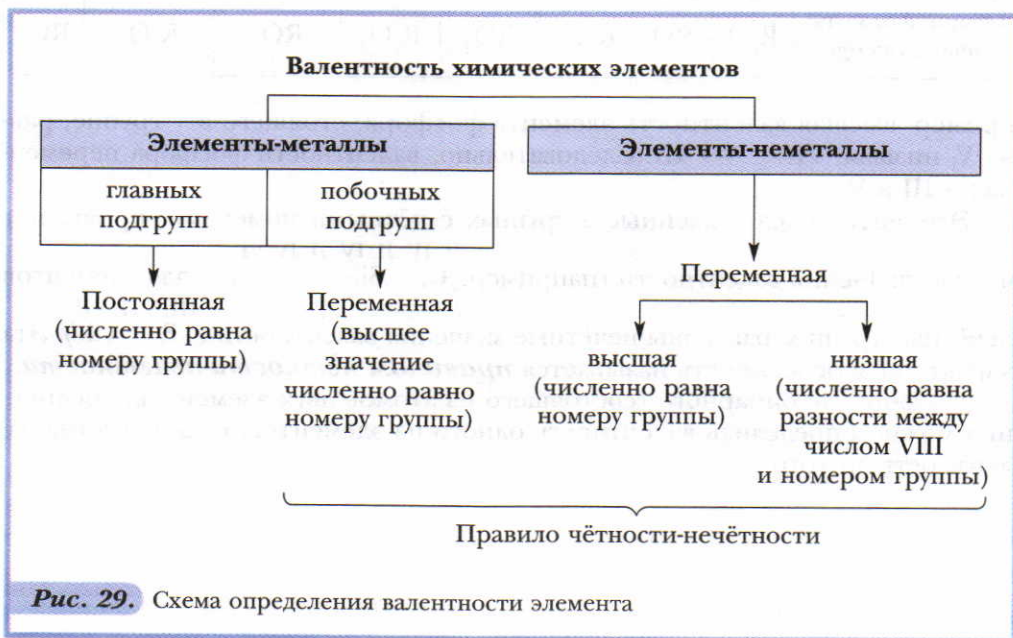 Валентность химических элементов
Элементы-металлы
Элементы-неметаллы
главных
подгрупп
побочных
подгрупп
Постоянная
(численно равна
номеру группы)
Переменная
(высшее
значение
численно равно
номеру группы)
Переменная
высшая
(численно равна
номеру группы)
низшая
(численно равна
разности между
числом VIII
и номером группы)
Правило чётности-нечётности
Рис. 29. Схема определения валентности элемента